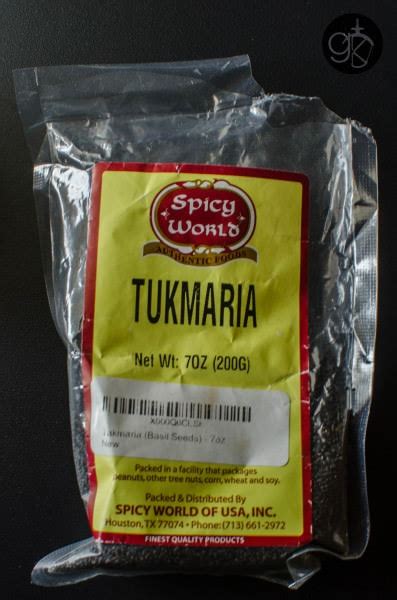 gk
Spicy
World
AUTHENTIC FOODS
TUKMARIA
Net Wt: 7OZ (200G)
Tukmaria (Basil Seeds) - 7oz
New
Packed in a facility that packages
peanuts, other tree nuts, corn, wheat and soy.
Packed & Distributed By
SPICY WORLD OF USA, INC.
Houston, TX 77074 • Phone: (713) 661-2972
FINEST QUALITY PRODUCTS